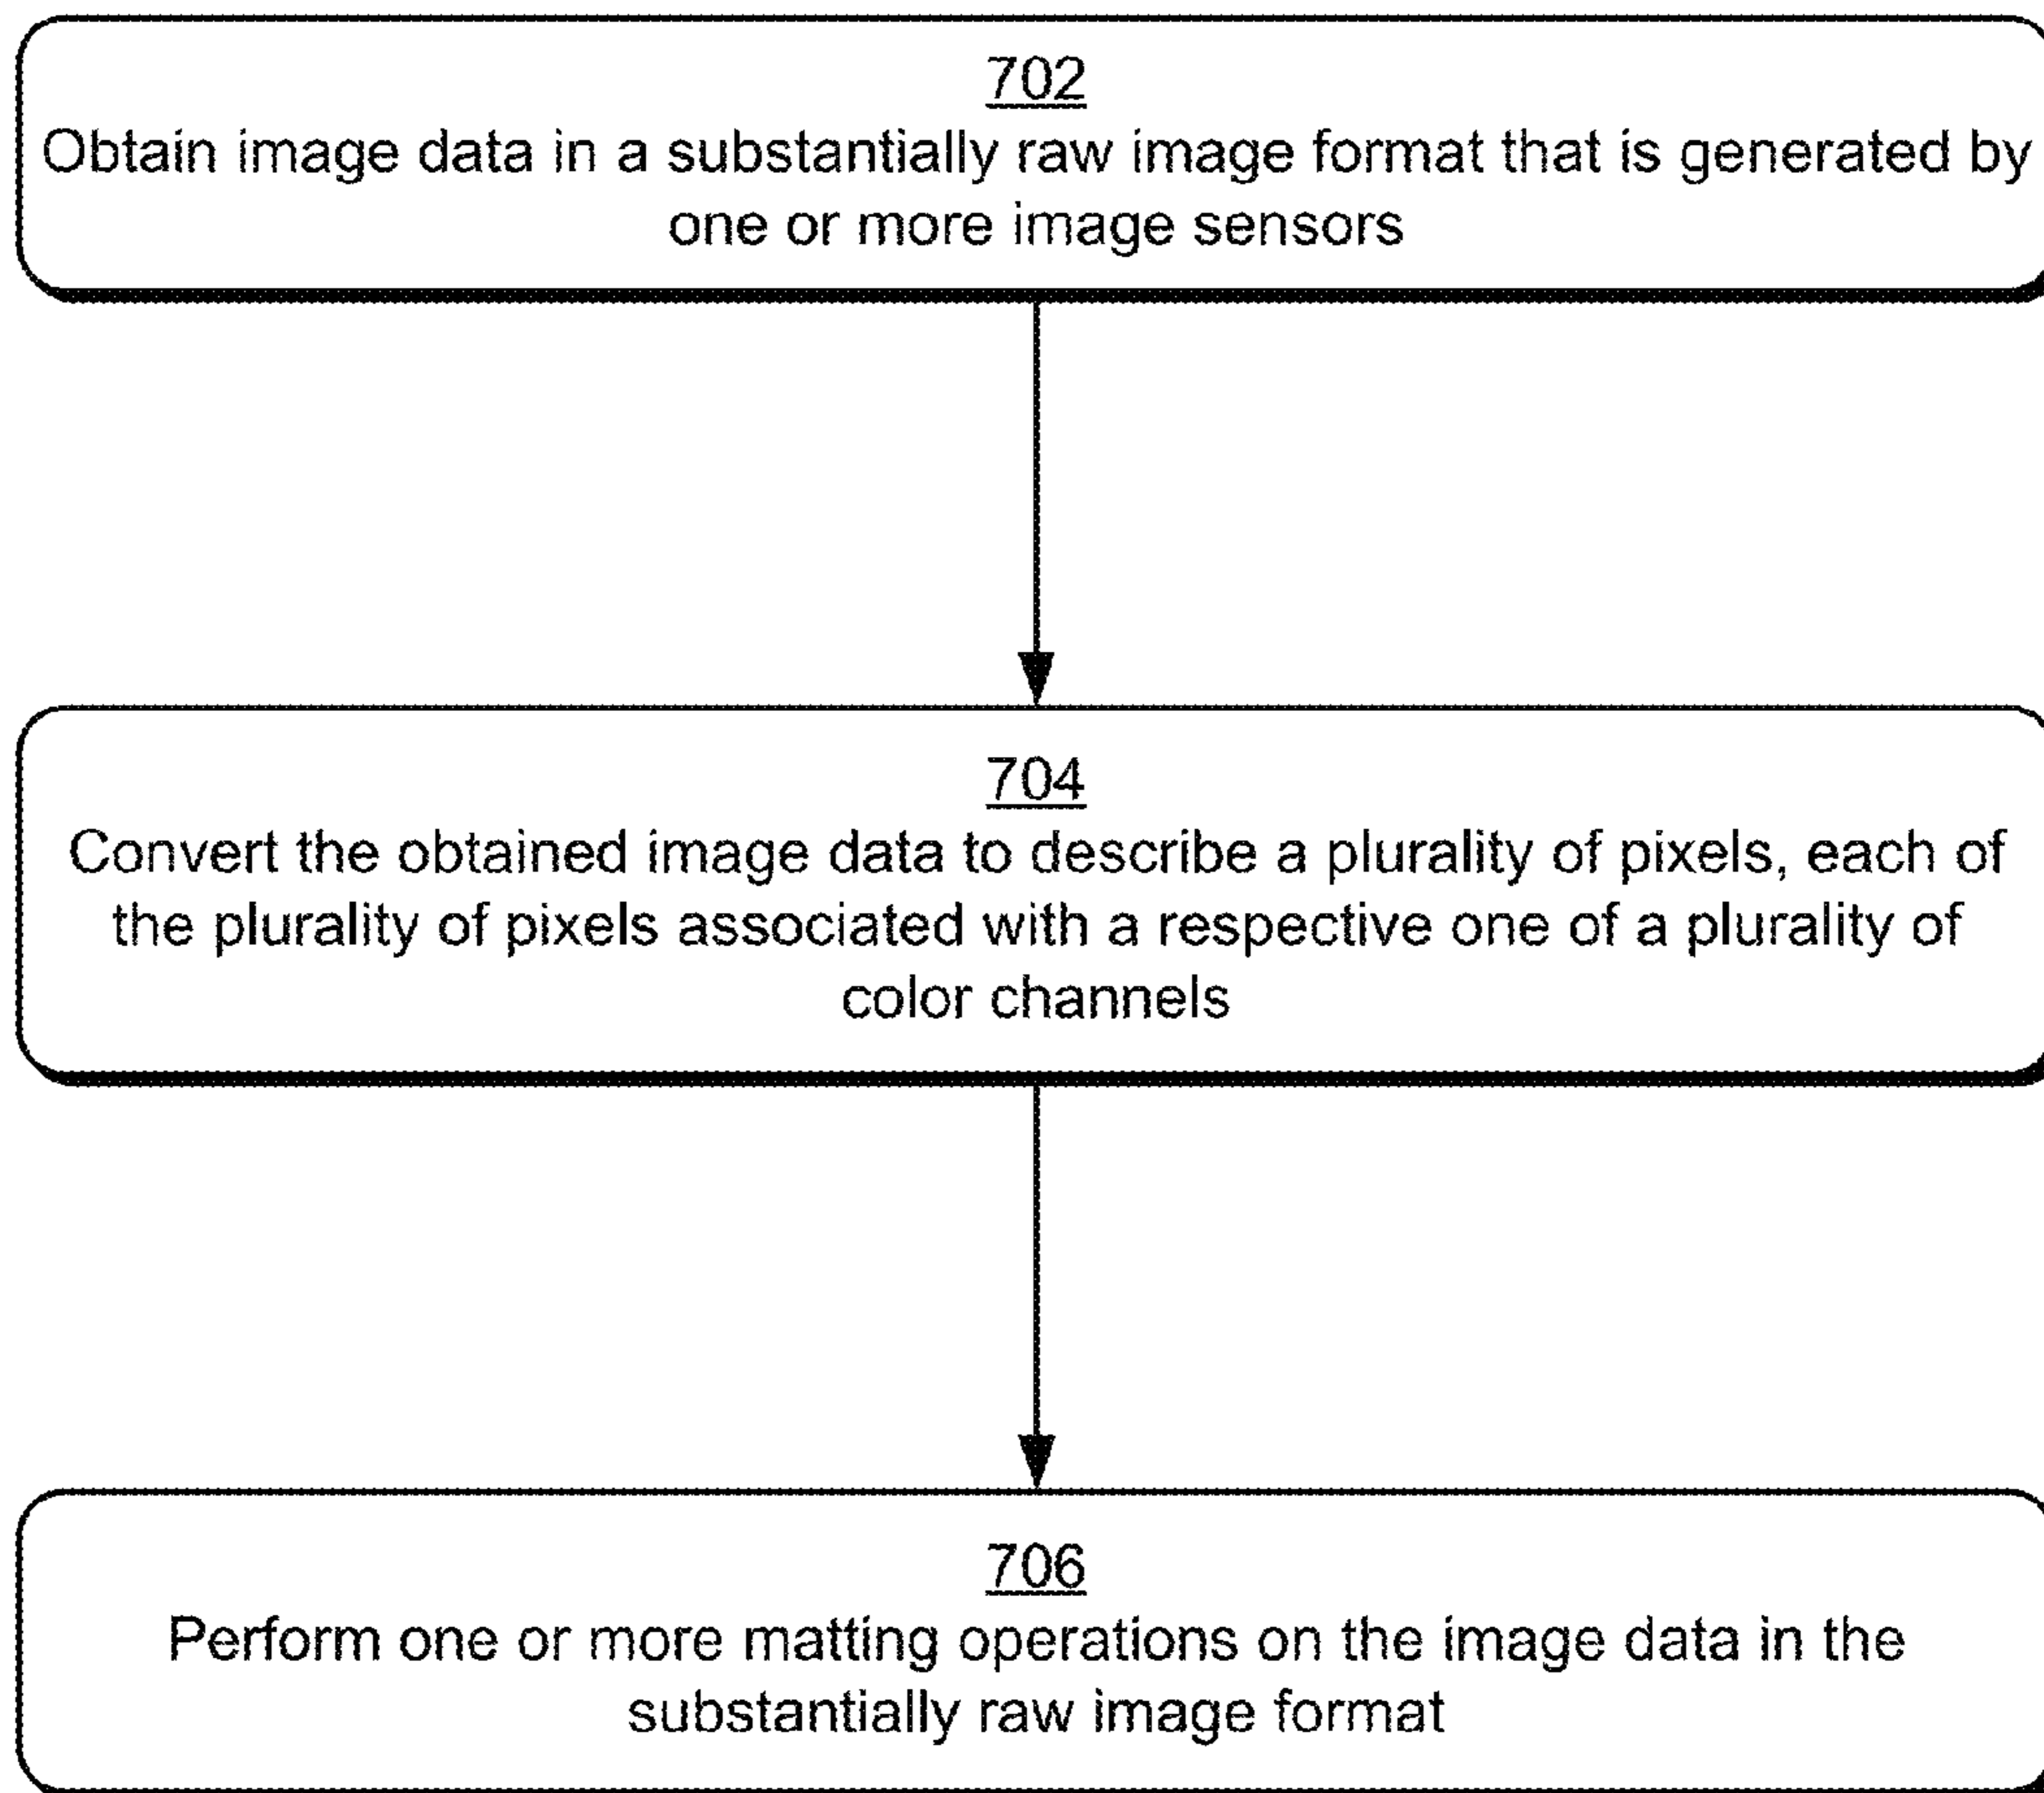 702
Obtain image data in a substantially raw image format that is generated by
one or more image sensors
704
Convert the obtained image data to describe a plurality of pixels, each of
the plurality of pixels associated with a respective one of a plurality of
color channels
706
Perform one or more matting operations on the image data in the
substantially raw image format